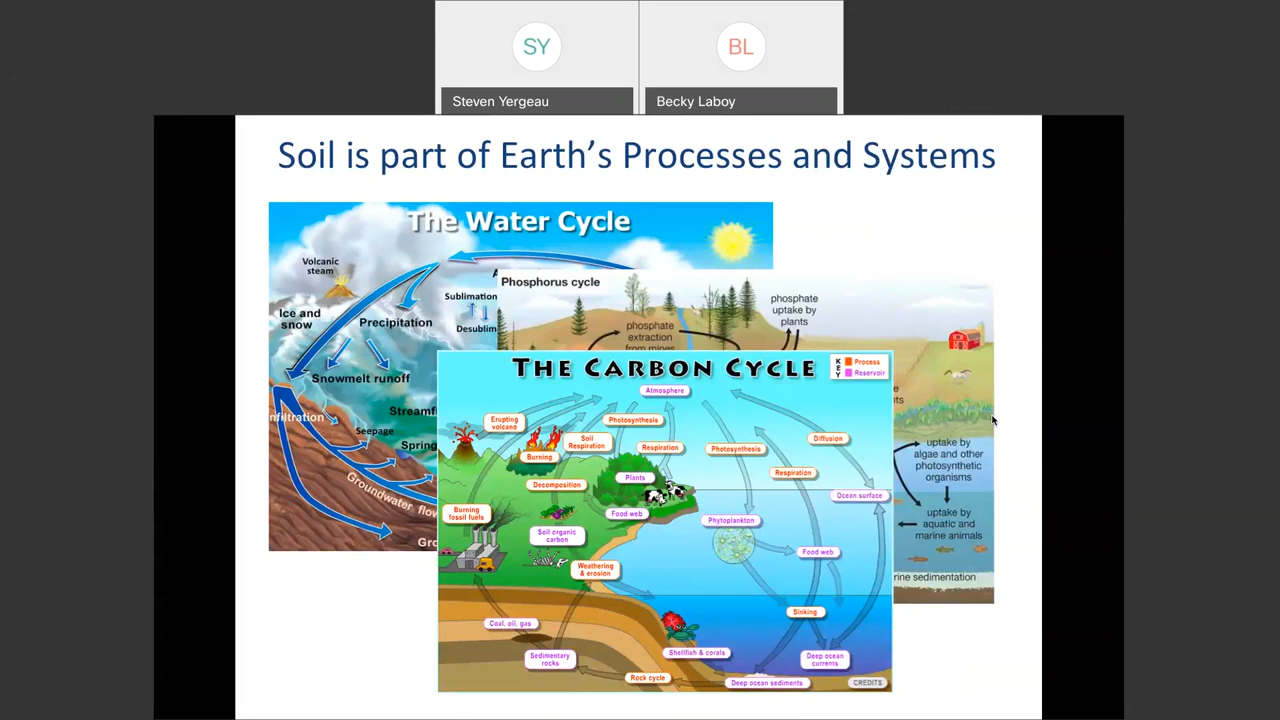 SY
BL
Steven Yergeau
Becky Laboy
Soil is part of Earth's Processes and Systems
The Water Cycle
Volcanic
steam
Ice and
snow
Precipitation
Sublimation
Desublim
Snowmelt runoff
Streamfl
Seepage
Spring
Groundwater flow
Phosphorus cycle
phosphate
extraction
from mines
phosphate
uptake by
plants
uptake by
algae and other
photosynthetic
organisms
uptake by
aquatic and
marine animals
rine sedimentation
THE CARBON CYCLE
KEY
Process
Reservoir
Atmosphere
Erupting
volcano
Photosynthesis
Soil
Respiration
Burning
Respiration
Photosynthesis
Diffusion
Decomposition
Plants
Respiration
Ocean surface
Burning
fossil fuels
Food web
Phytoplankton
Soil organic
carbon
Food web
Weathering
& erosion
Sinking
Coal, oil, gas
Shellfish & corals
Sedimentary
rocks
Deep ocean
currents
Rock cycle
Deep ocean sediments
CREDITS